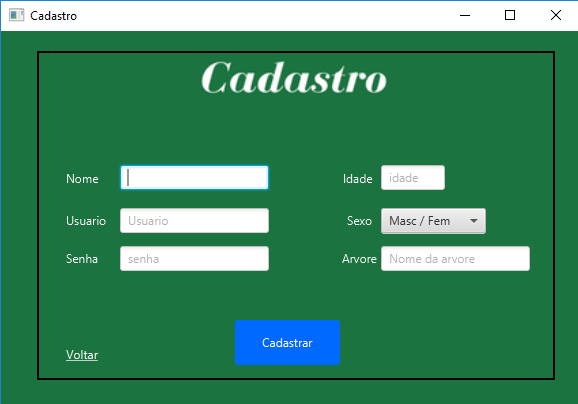 Cadastro
Cadastro
Nome
Idade idade
Usuario Usuario
Sexo Masc / Fem
Senha senha
Arvore Nome da arvore
Cadastrar
Voltar